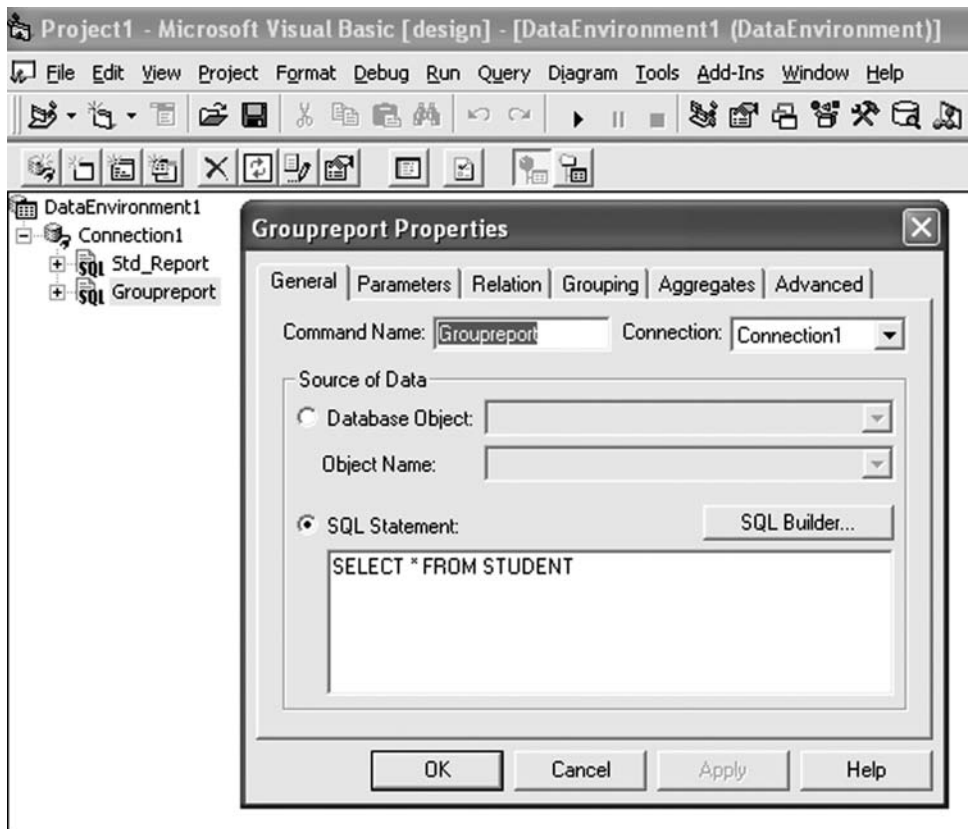 Project1 - Microsoft Visual Basic [design] - [DataEnvironment1 (DataEnvironment)]
File Edit View Project Format Debug Run Query Diagram Tools Add-Ins Window Help
DataEnvironment1
Connection1
SQL Std_Report
SQL Groupreport
Groupreport Properties
General Parameters Relation Grouping Aggregates Advanced
Command Name: Groupreport Connection: Connection1
Source of Data
Database Object:
Object Name:
SQL Statement: SQL Builder...
SELECT * FROM STUDENT
OK Cancel Apply Help